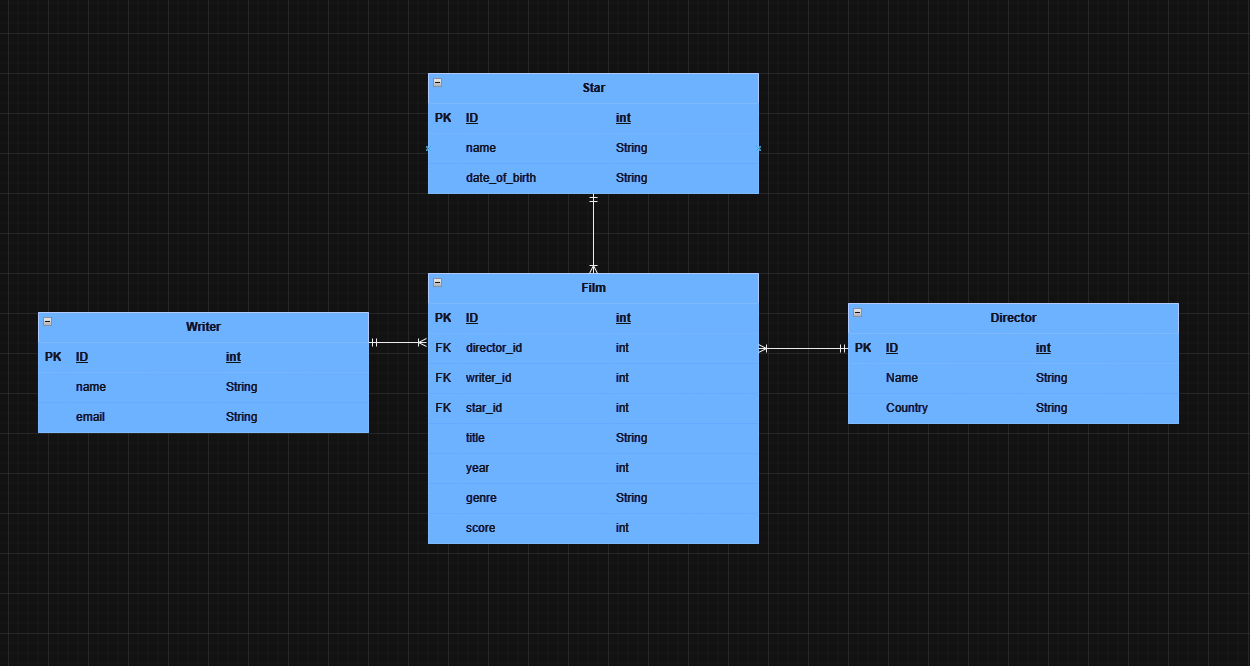 Star
PK ID int
name String
date_of_birth String
Film
PK ID int
FK director_id int
FK writer_id int
FK star_id int
title String
year int
genre String
score int
Writer
PK ID int
name String
email String
Director
PK ID int
Name String
Country String